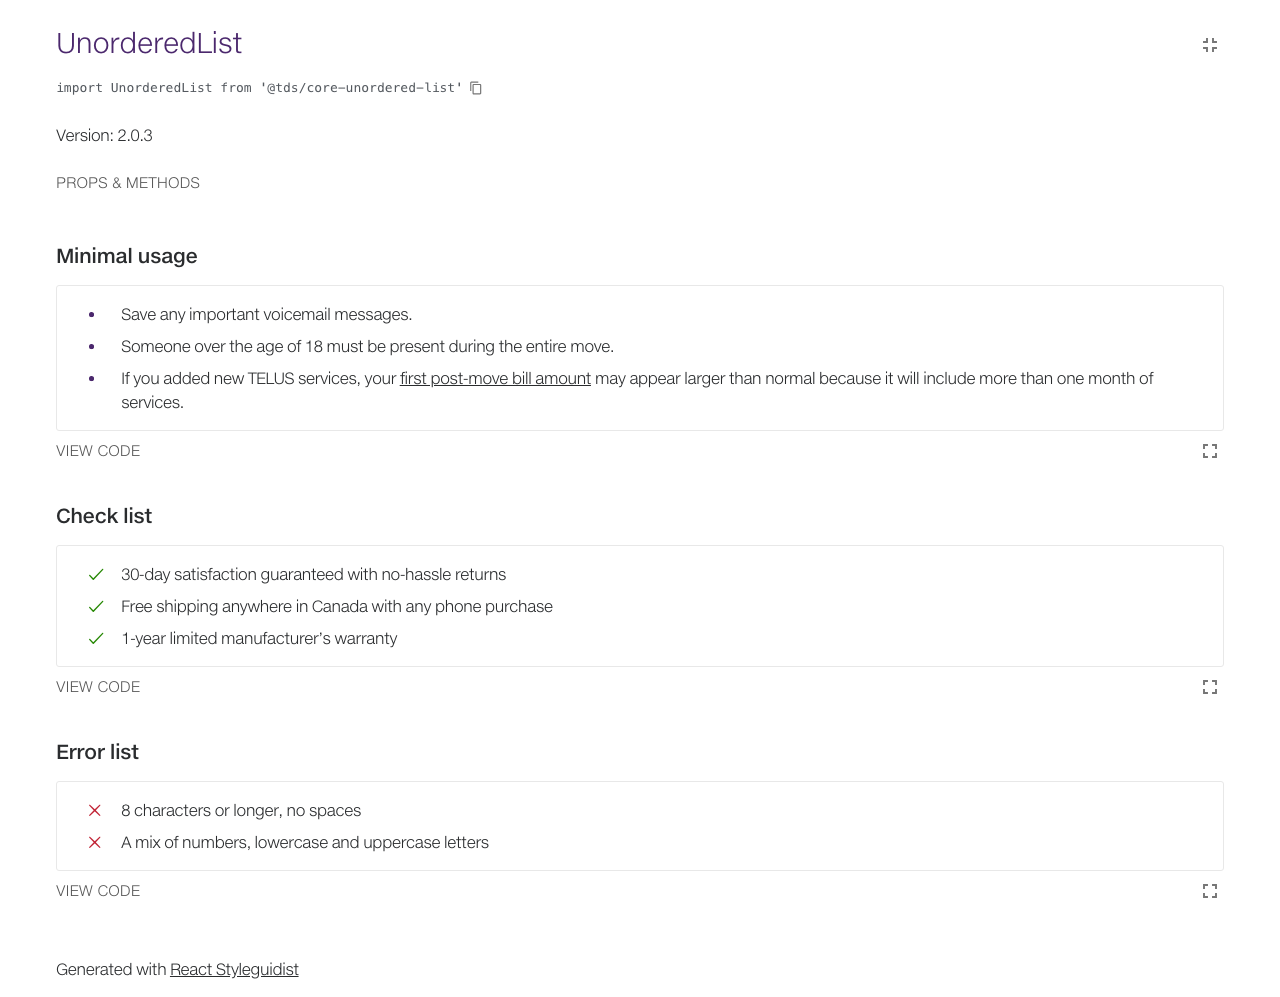 UnorderedList
import UnorderedList from '@tds/core-unordered-list'
Version: 2.0.3
PROPS & METHODS
Minimal usage
Save any important voicemail messages.
Someone over the age of 18 must be present during the entire move.
If you added new TELUS services, your first post-move bill amount may appear larger than normal because it will include more than one month of
services.
VIEW CODE
Check list
30-day satisfaction guaranteed with no-hassle returns
Free shipping anywhere in Canada with any phone purchase
1-year limited manufacturer's warranty
VIEW CODE
Error list
8 characters or longer, no spaces
A mix of numbers, lowercase and uppercase letters
VIEW CODE
Generated with React Styleguidist